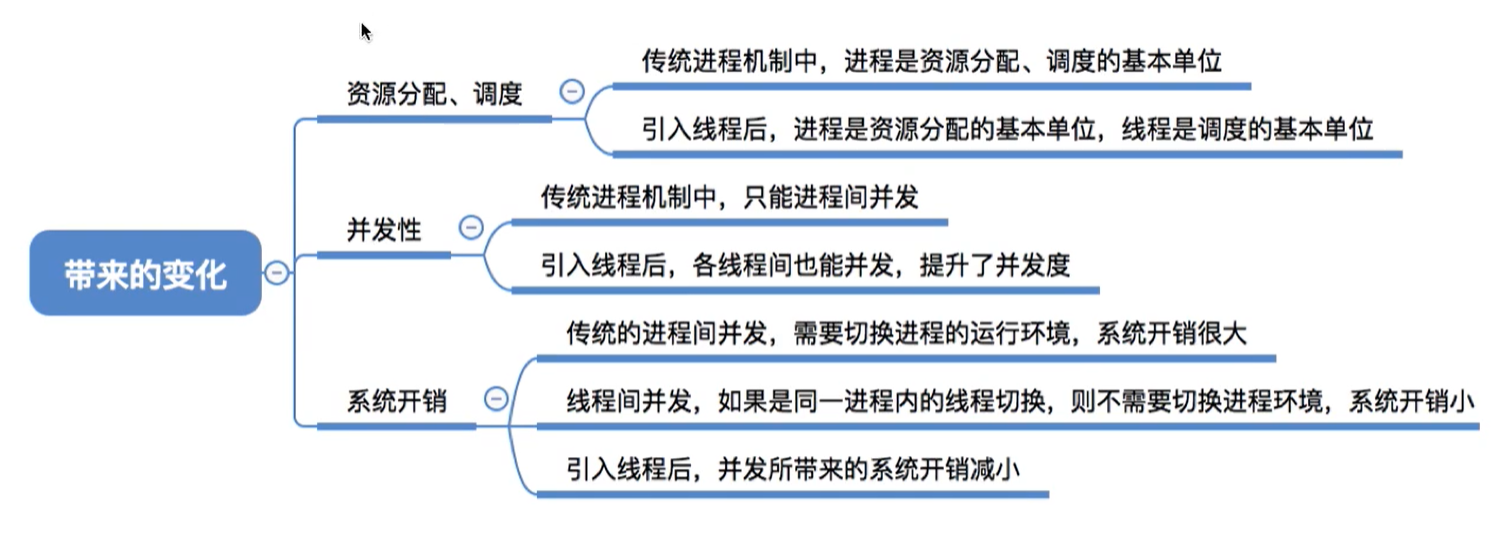 带来的变化
资源分配、调度
传统进程机制中，进程是资源分配、调度的基本单位
引入线程后，进程是资源分配的基本单位，线程是调度的基本单位
并发性
传统进程机制中，只能进程间并发
引入线程后，各线程间也能并发，提升了并发度
系统开销
传统的进程间并发，需要切换进程的运行环境，系统开销很大
线程间并发，如果是同一进程内的线程切换，则不需要切换进程环境，系统开销小
引入线程后，并发所带来的系统开销减小